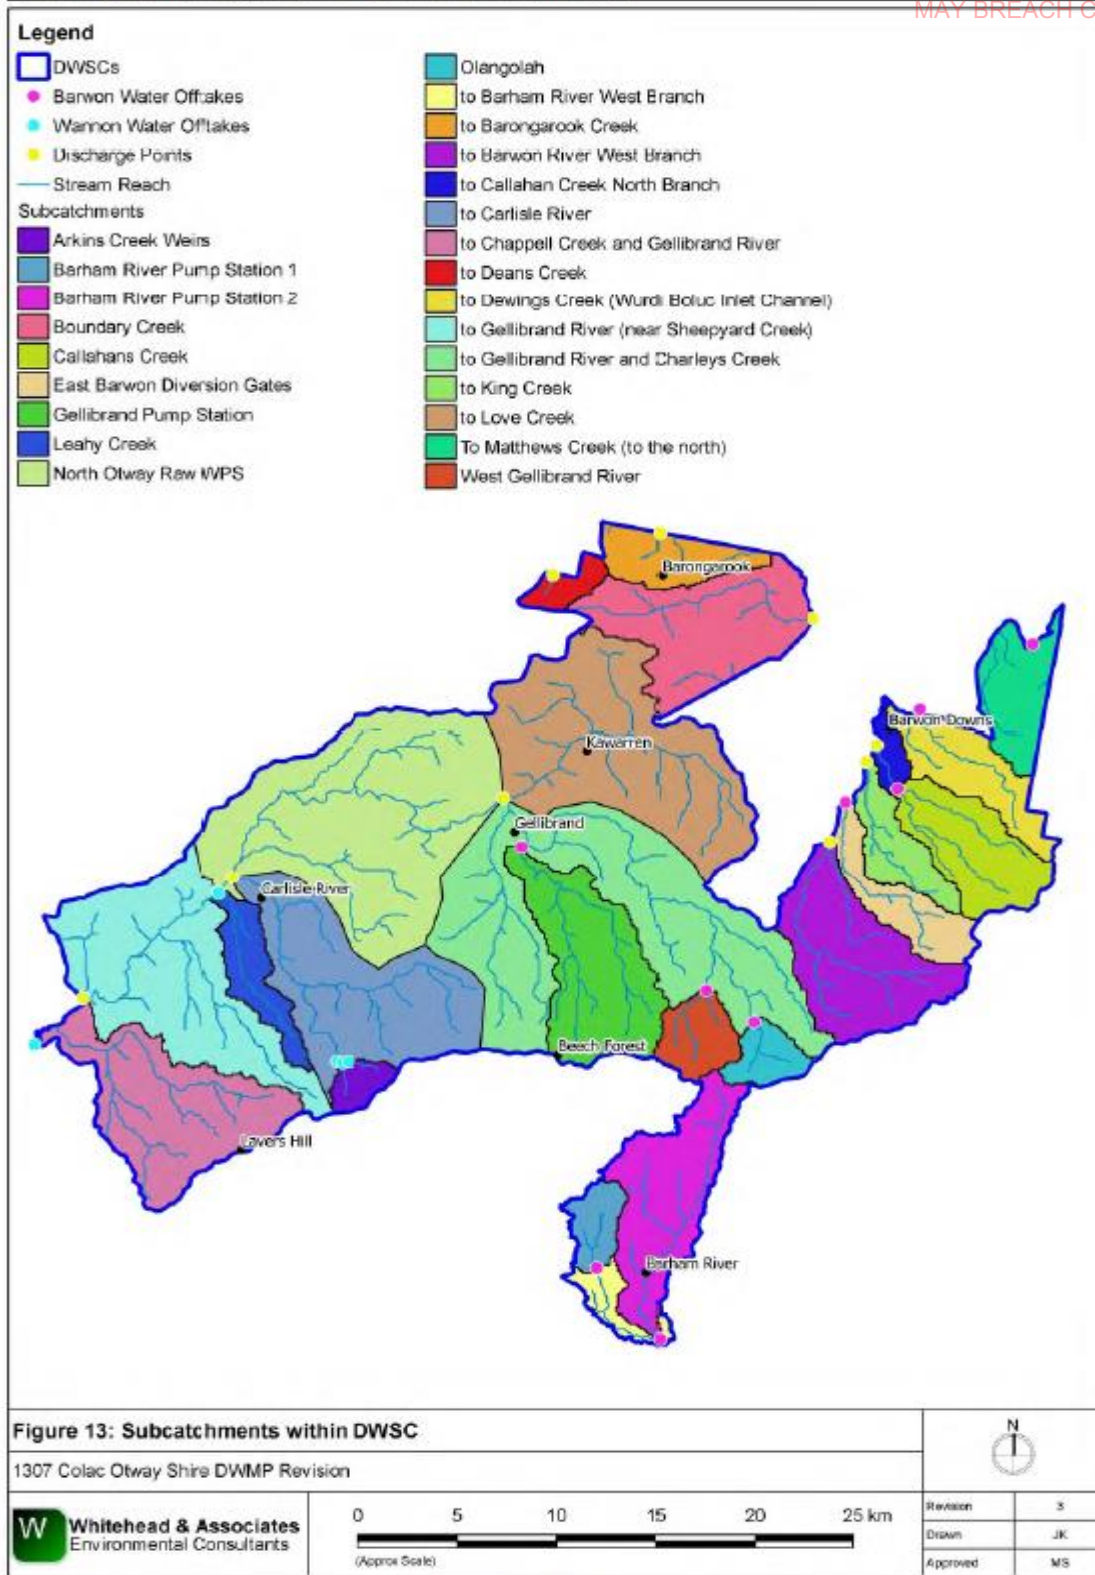 MAY BREACH C
Legend
DWSCs
Barwon Water Offtakes
Wannon Water Offtakes
Discharge Points
Stream Reach
Subcatchments
Arkins Creek Weirs
Barham River Pump Station 1
Barham River Pump Station 2
Boundary Creek
Callahans Creek
East Barwon Diversion Gates
Gellibrand Pump Station
Leahy Creek
North Otway Raw WPS
Olangolah
to Barham River West Branch
to Barongarook Creek
to Barwon River West Branch
to Callahan Creek North Branch
to Carlisle River
to Chappell Creek and Gellibrand River
to Deans Creek
to Dewings Creek (Wurdi Boluc Inlet Channel)
to Gellibrand River (near Sheepyard Creek)
to Gellibrand River and Charleys Creek
to King Creek
to Love Creek
To Matthews Creek (to the north)
West Gellibrand River
Barongarook
Barwon Downs
Kawarren
Gellibrand
Carlisle River
Beech Forest
Lavers Hill
Barham River
Figure 13: Subcatchments within DWSC
1307 Colac Otway Shire DWMP Revision
N
W
Whitehead & Associates
Environmental Consultants
0 5 10 15 20 25 km
(Approx Scale)
Revision 3
Drawn JK
Approved MS